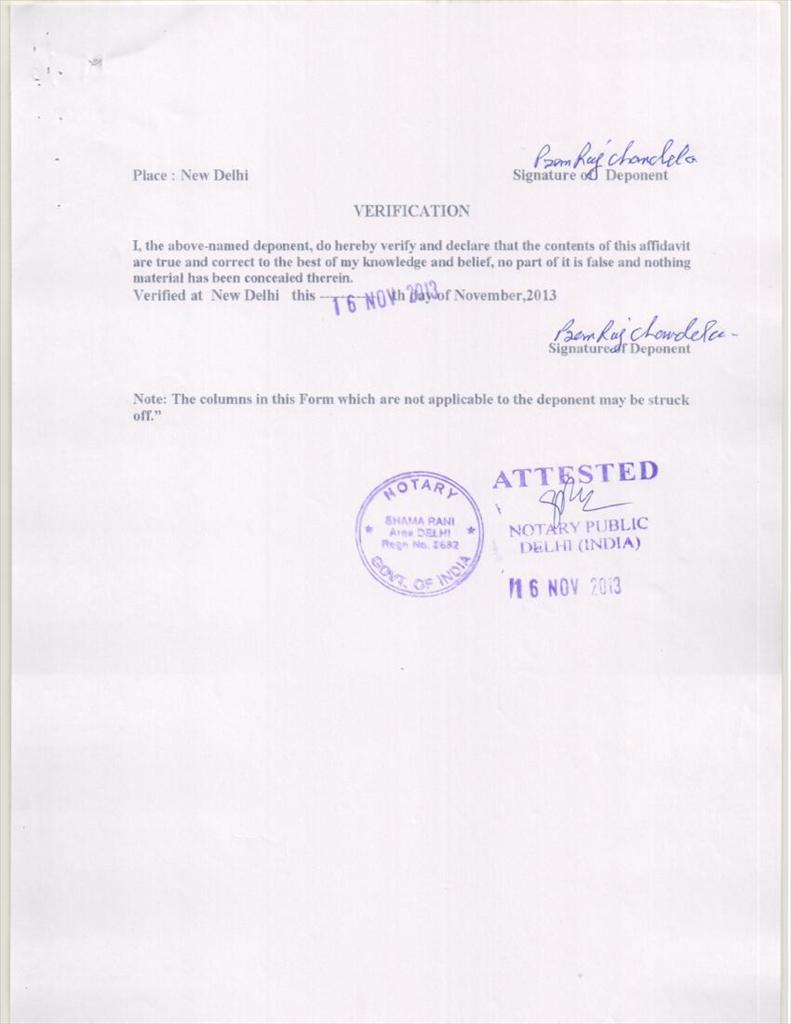 Place : New Delhi
Signature of Deponent
VERIFICATION
I, the above-named deponent, do hereby verify and declare that the contents of this affidavit
are true and correct to the best of my knowledge and belief, no part of it is false and nothing
material has been concealed therein.
Verified at New Delhi this ---------- th day of November,2013
16 NOV 2013
Signature of Deponent
Note: The columns in this Form which are not applicable to the deponent may be struck
off.”
ATTESTED
NOTARY
SHAMA RANI
Area DELHI
Regn No. 2682
GOVT. OF INDIA
NOTARY PUBLIC
DELHI (INDIA)
16 NOV 2013